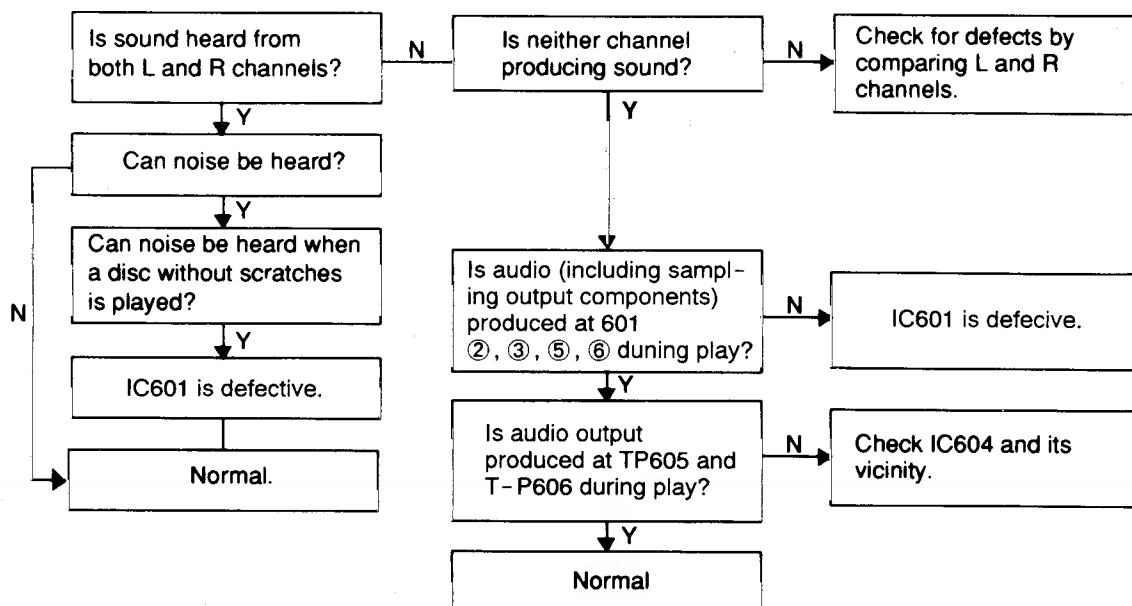 Is sound heard from
both L and R channels?
N
Is neither channel
producing sound?
N
Check for defects by
comparing L and R
channels.
Y
Y
Can noise be heard?
Y
Can noise be heard when
a disc without scratches
is played?
N
Y
IC601 is defective.
Normal.
Is audio (including sampl-
ing output components)
produced at 601
②, ③, ⑤, ⑥ duning play?
N
IC601 is defecive.
Y
Is audio output
produced at TP605 and
T-P606 during play?
N
Check IC604 and its
vicinity.
Y
Normal